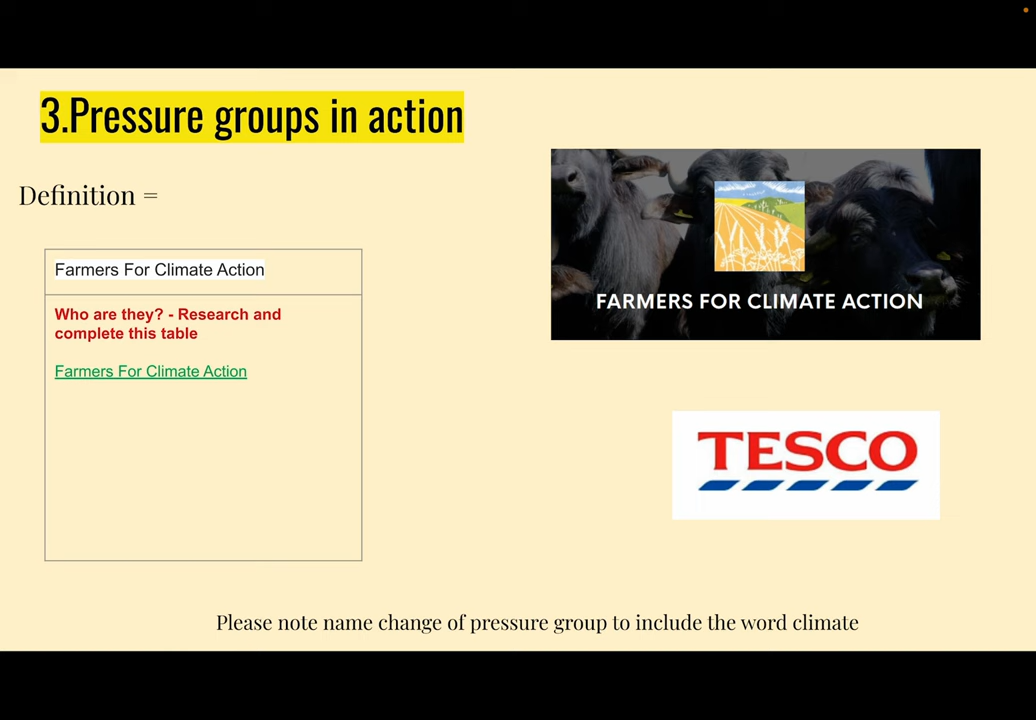 3.Pressure groups in action
Definition =
Farmers For Climate Action
Who are they? - Research and
complete this table
Farmers For Climate Action
FARMERS FOR CLIMATE ACTION
TESCO
Please note name change of pressure group to include the word climate